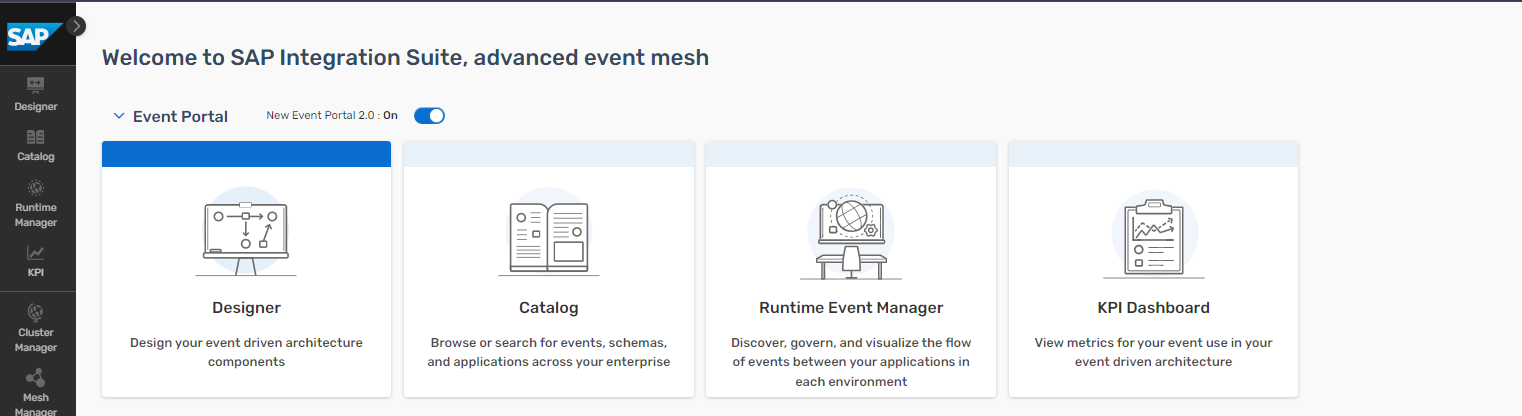 SAP
Designer
Catalog
Runtime
Manager
KPI
Cluster
Manager
Mesh
Manager
Welcome to SAP Integration Suite, advanced event mesh
Event Portal New Event Portal 2.0 : On
Designer
Design your event driven architecture
components
Catalog
Browse or search for events, schemas,
and applications across your enterprise
Runtime Event Manager
Discover, govern, and visualize the flow
of events between your applications in
each environment
KPI Dashboard
View metrics for your event use in your
event driven architecture